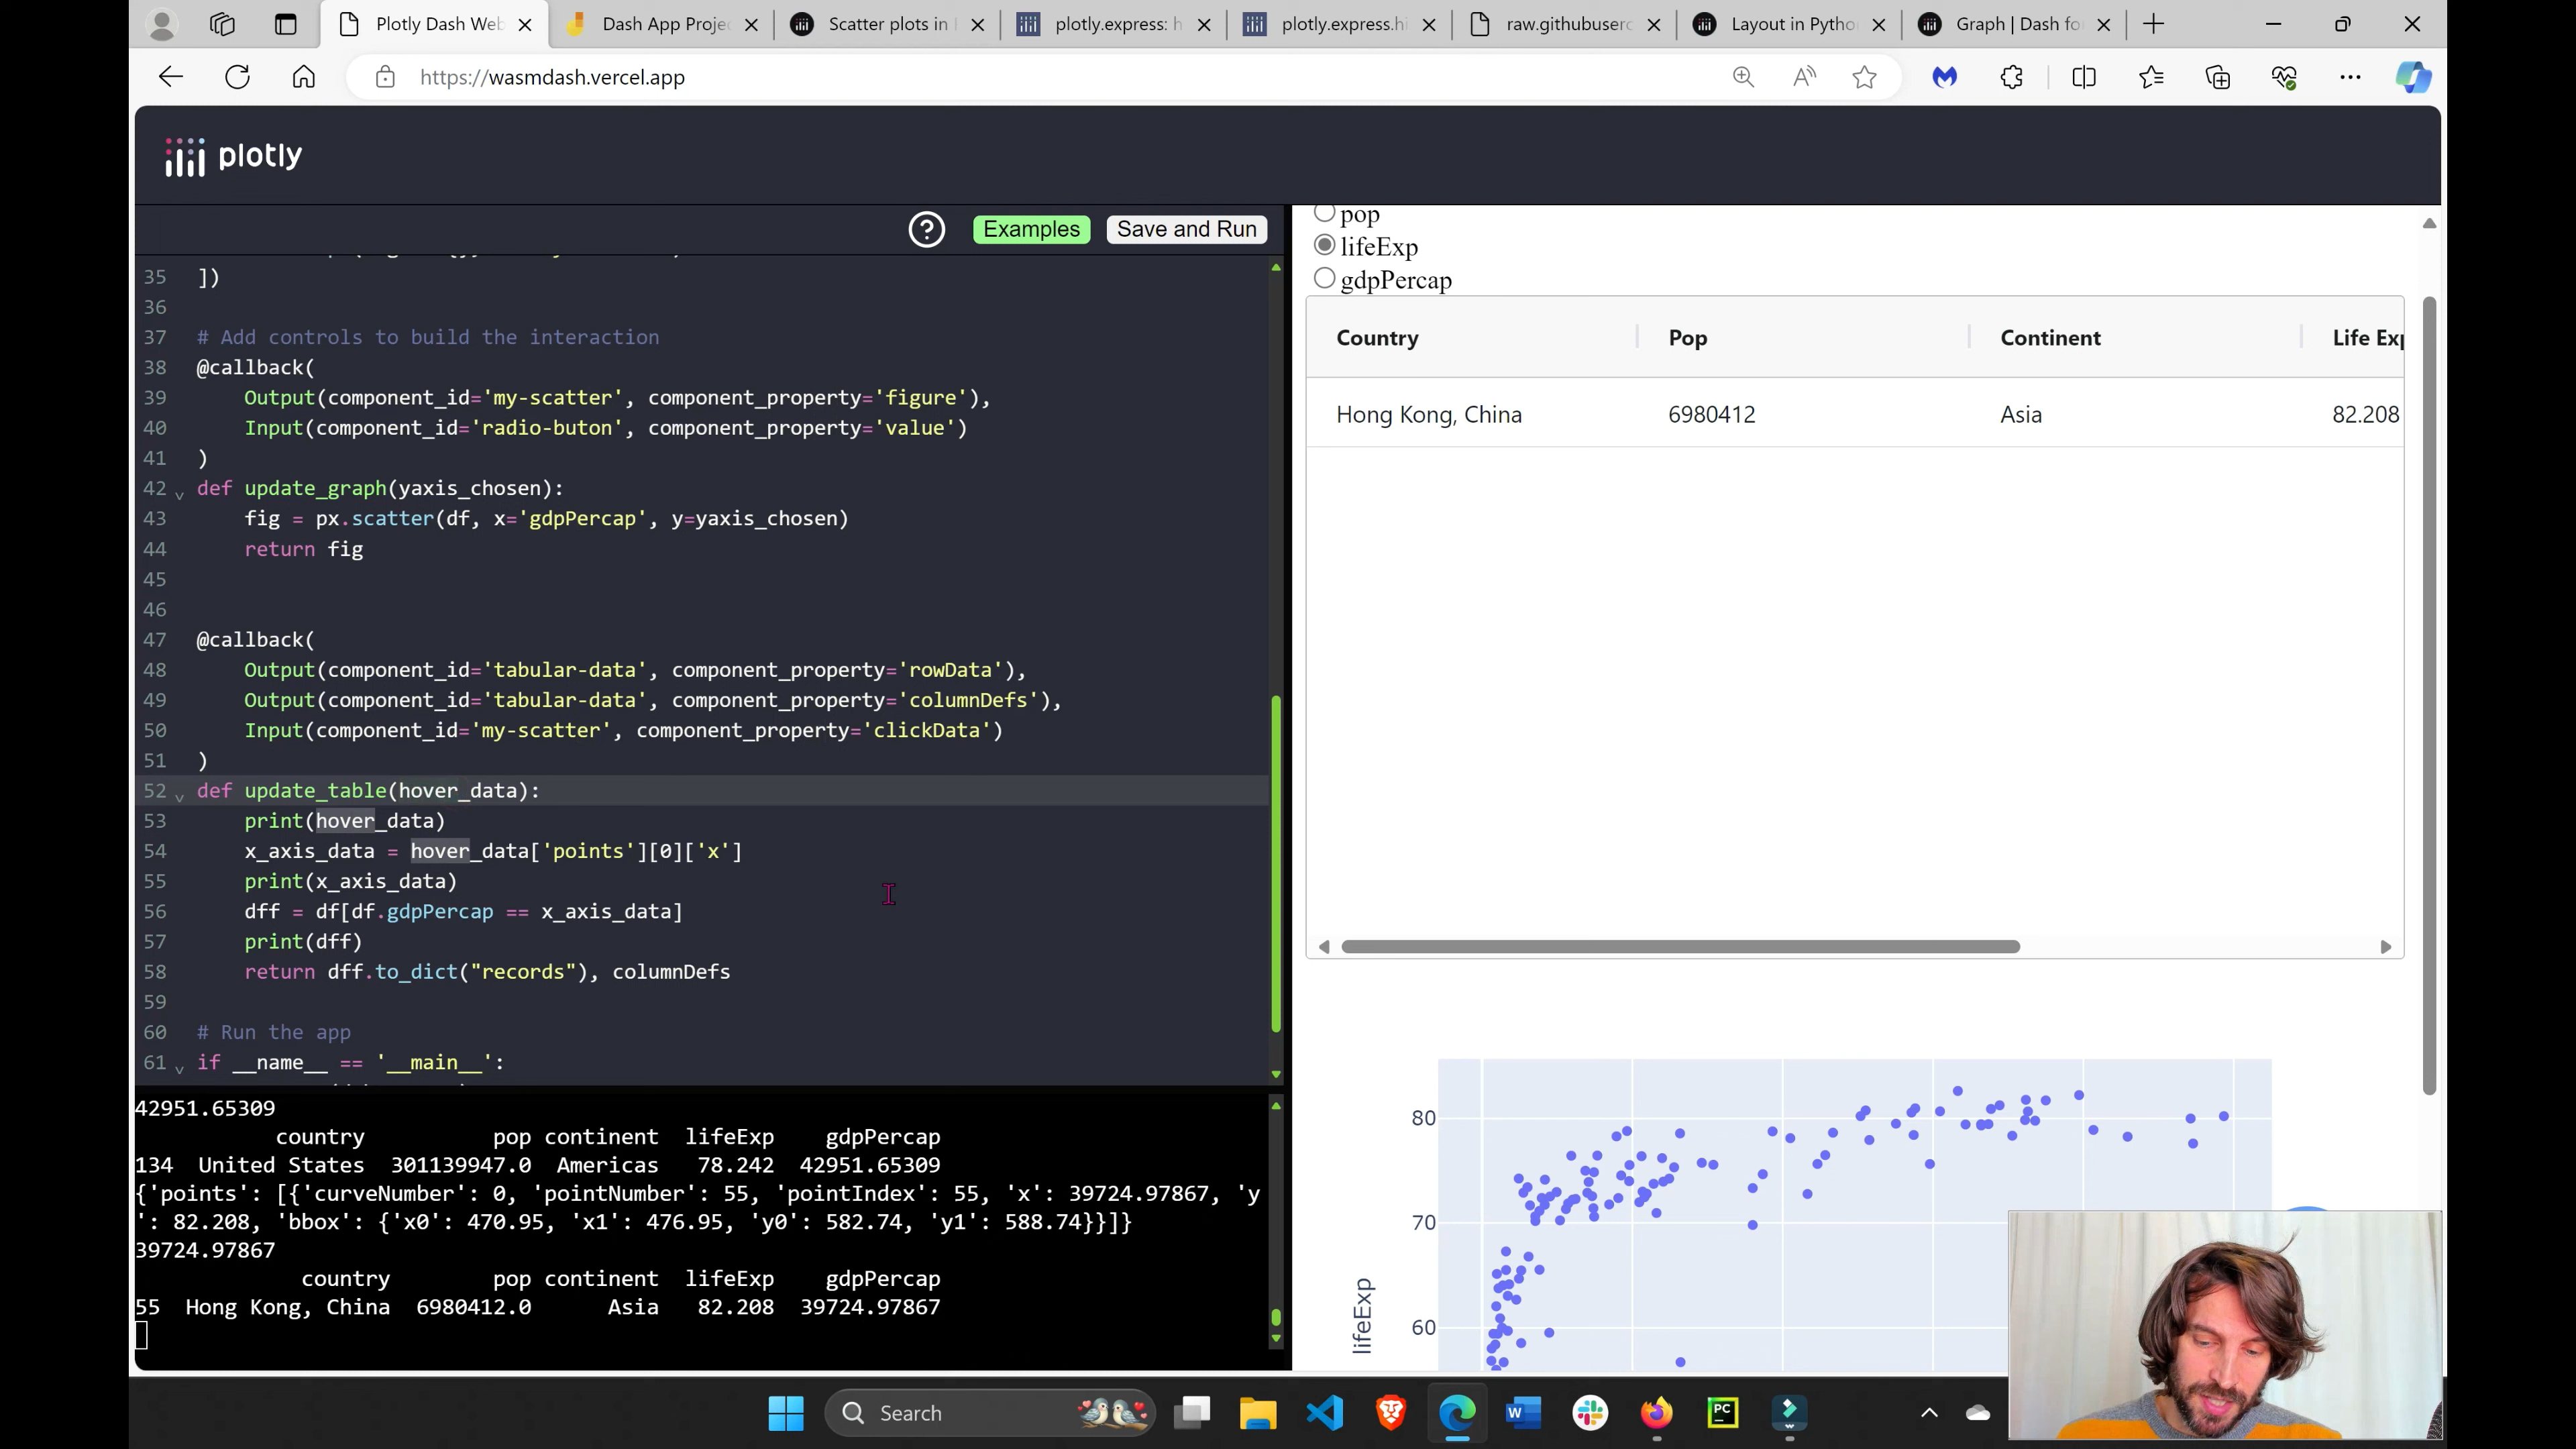 Plotly Dash Web
Dash App Proje
Scatter plots in
plotly.express: h
plotly.express.hi
raw.githubuserc
Layout in Pytho
Graph | Dash fo
https://wasmdash.vercel.app
plotly
?
Examples
Save and Run
35 ])
36
37 # Add controls to build the interaction
38 @callback(
39 Output(component_id='my-scatter', component_property='figure'),
40 Input(component_id='radio-buton', component_property='value')
41 )
42 def update_graph(yaxis_chosen):
43 fig = px.scatter(df, x='gdpPercap', y=yaxis_chosen)
44 return fig
45
46
47 @callback(
48 Output(component_id='tabular-data', component_property='rowData'),
49 Output(component_id='tabular-data', component_property='columnDefs'),
50 Input(component_id='my-scatter', component_property='clickData')
51 )
52 def update_table(hover_data):
53 print(hover_data)
54 x_axis_data = hover_data['points'][0]['x']
55 print(x_axis_data)
56 dff = df[df.gdpPercap == x_axis_data]
57 print(dff)
58 return dff.to_dict("records"), columnDefs
59
60 # Run the app
61 if __name__ == '__main__':
42951.65309
country pop continent lifeExp gdpPercap
134 United States 301139947.0 Americas 78.242 42951.65309
{'points': [{'curveNumber': 0, 'pointNumber': 55, 'pointIndex': 55, 'x': 39724.97867, 'y
': 82.208, 'bbox': {'x0': 470.95, 'x1': 476.95, 'y0': 582.74, 'y1': 588.74}}]}
39724.97867
country pop continent lifeExp gdpPercap
55 Hong Kong, China 6980412.0 Asia 82.208 39724.97867
pop
lifeExp
gdpPercap
Country Pop Continent Life Exp
Hong Kong, China 6980412 Asia 82.208
80
70
60
lifeExp
Search